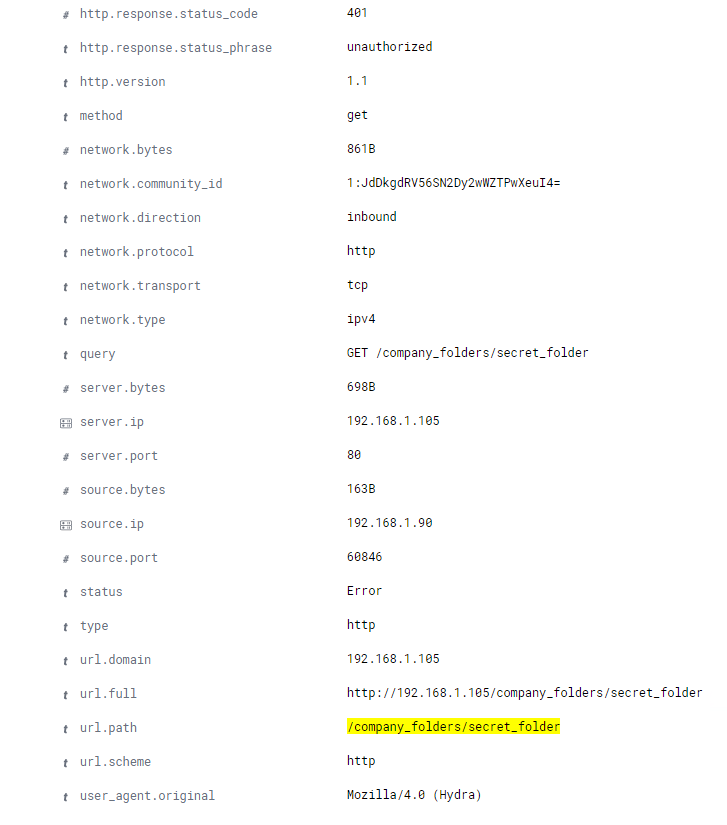 # http.response.status_code 401
t http.response.status_phrase unauthorized
t http.version 1.1
t method get
# network.bytes 861B
t network.community_id 1:JdDkgdRV56SN2Dy2wWZTPwXeuI4=
t network.direction inbound
t network.protocol http
t network.transport tcp
t network.type ipv4
t query GET /company_folders/secret_folder
# server.bytes 698B
server.ip 192.168.1.105
# server.port 80
# source.bytes 163B
source.ip 192.168.1.90
# source.port 60846
t status Error
t type http
t url.domain 192.168.1.105
t url.full http://192.168.1.105/company_folders/secret_folder
t url.path /company_folders/secret_folder
t url.scheme http
t user_agent.original Mozilla/4.0 (Hydra)